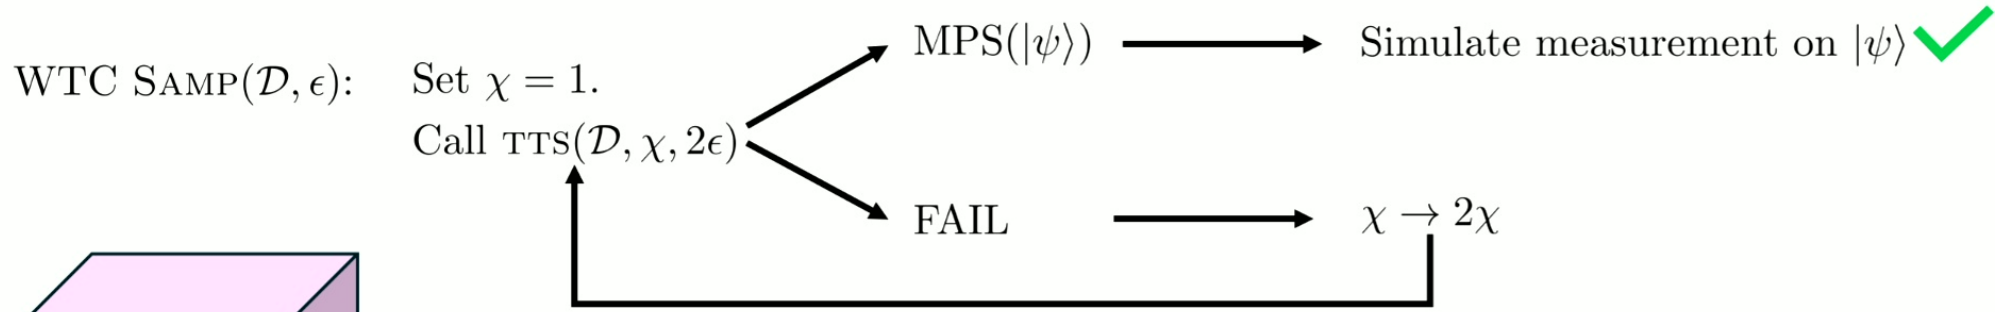 WTC SAMP(𝒟, ϵ):
Set χ = 1.
Call TTS(𝒟, χ, 2ϵ)
MPS(|ψ⟩)
Simulate measurement on |ψ⟩
FAIL
χ → 2χ